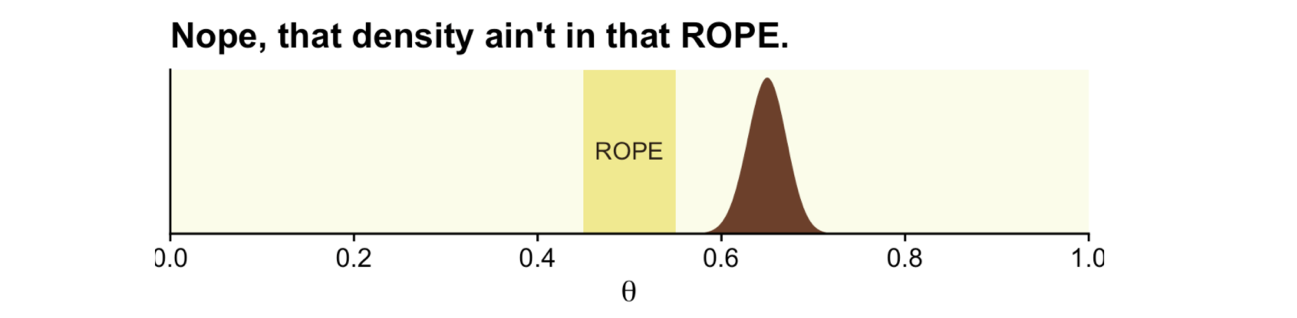 Nope, that density ain't in that ROPE.
ROPE
0.0 0.2 0.4 0.6 0.8 1.0
θ